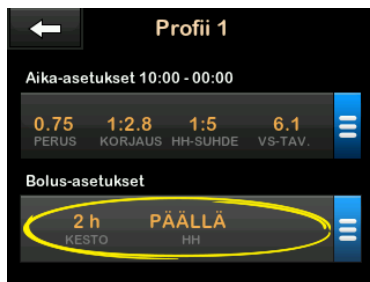 Profii 1
Aika-asetukset 10:00 - 00:00
0.75 1:2.8 1:5 6.1
PERUS KORJAUS HH-SUHDE VS-TAV.
Bolus-asetukset
2 h PÄÄLLÄ
KESTO HH